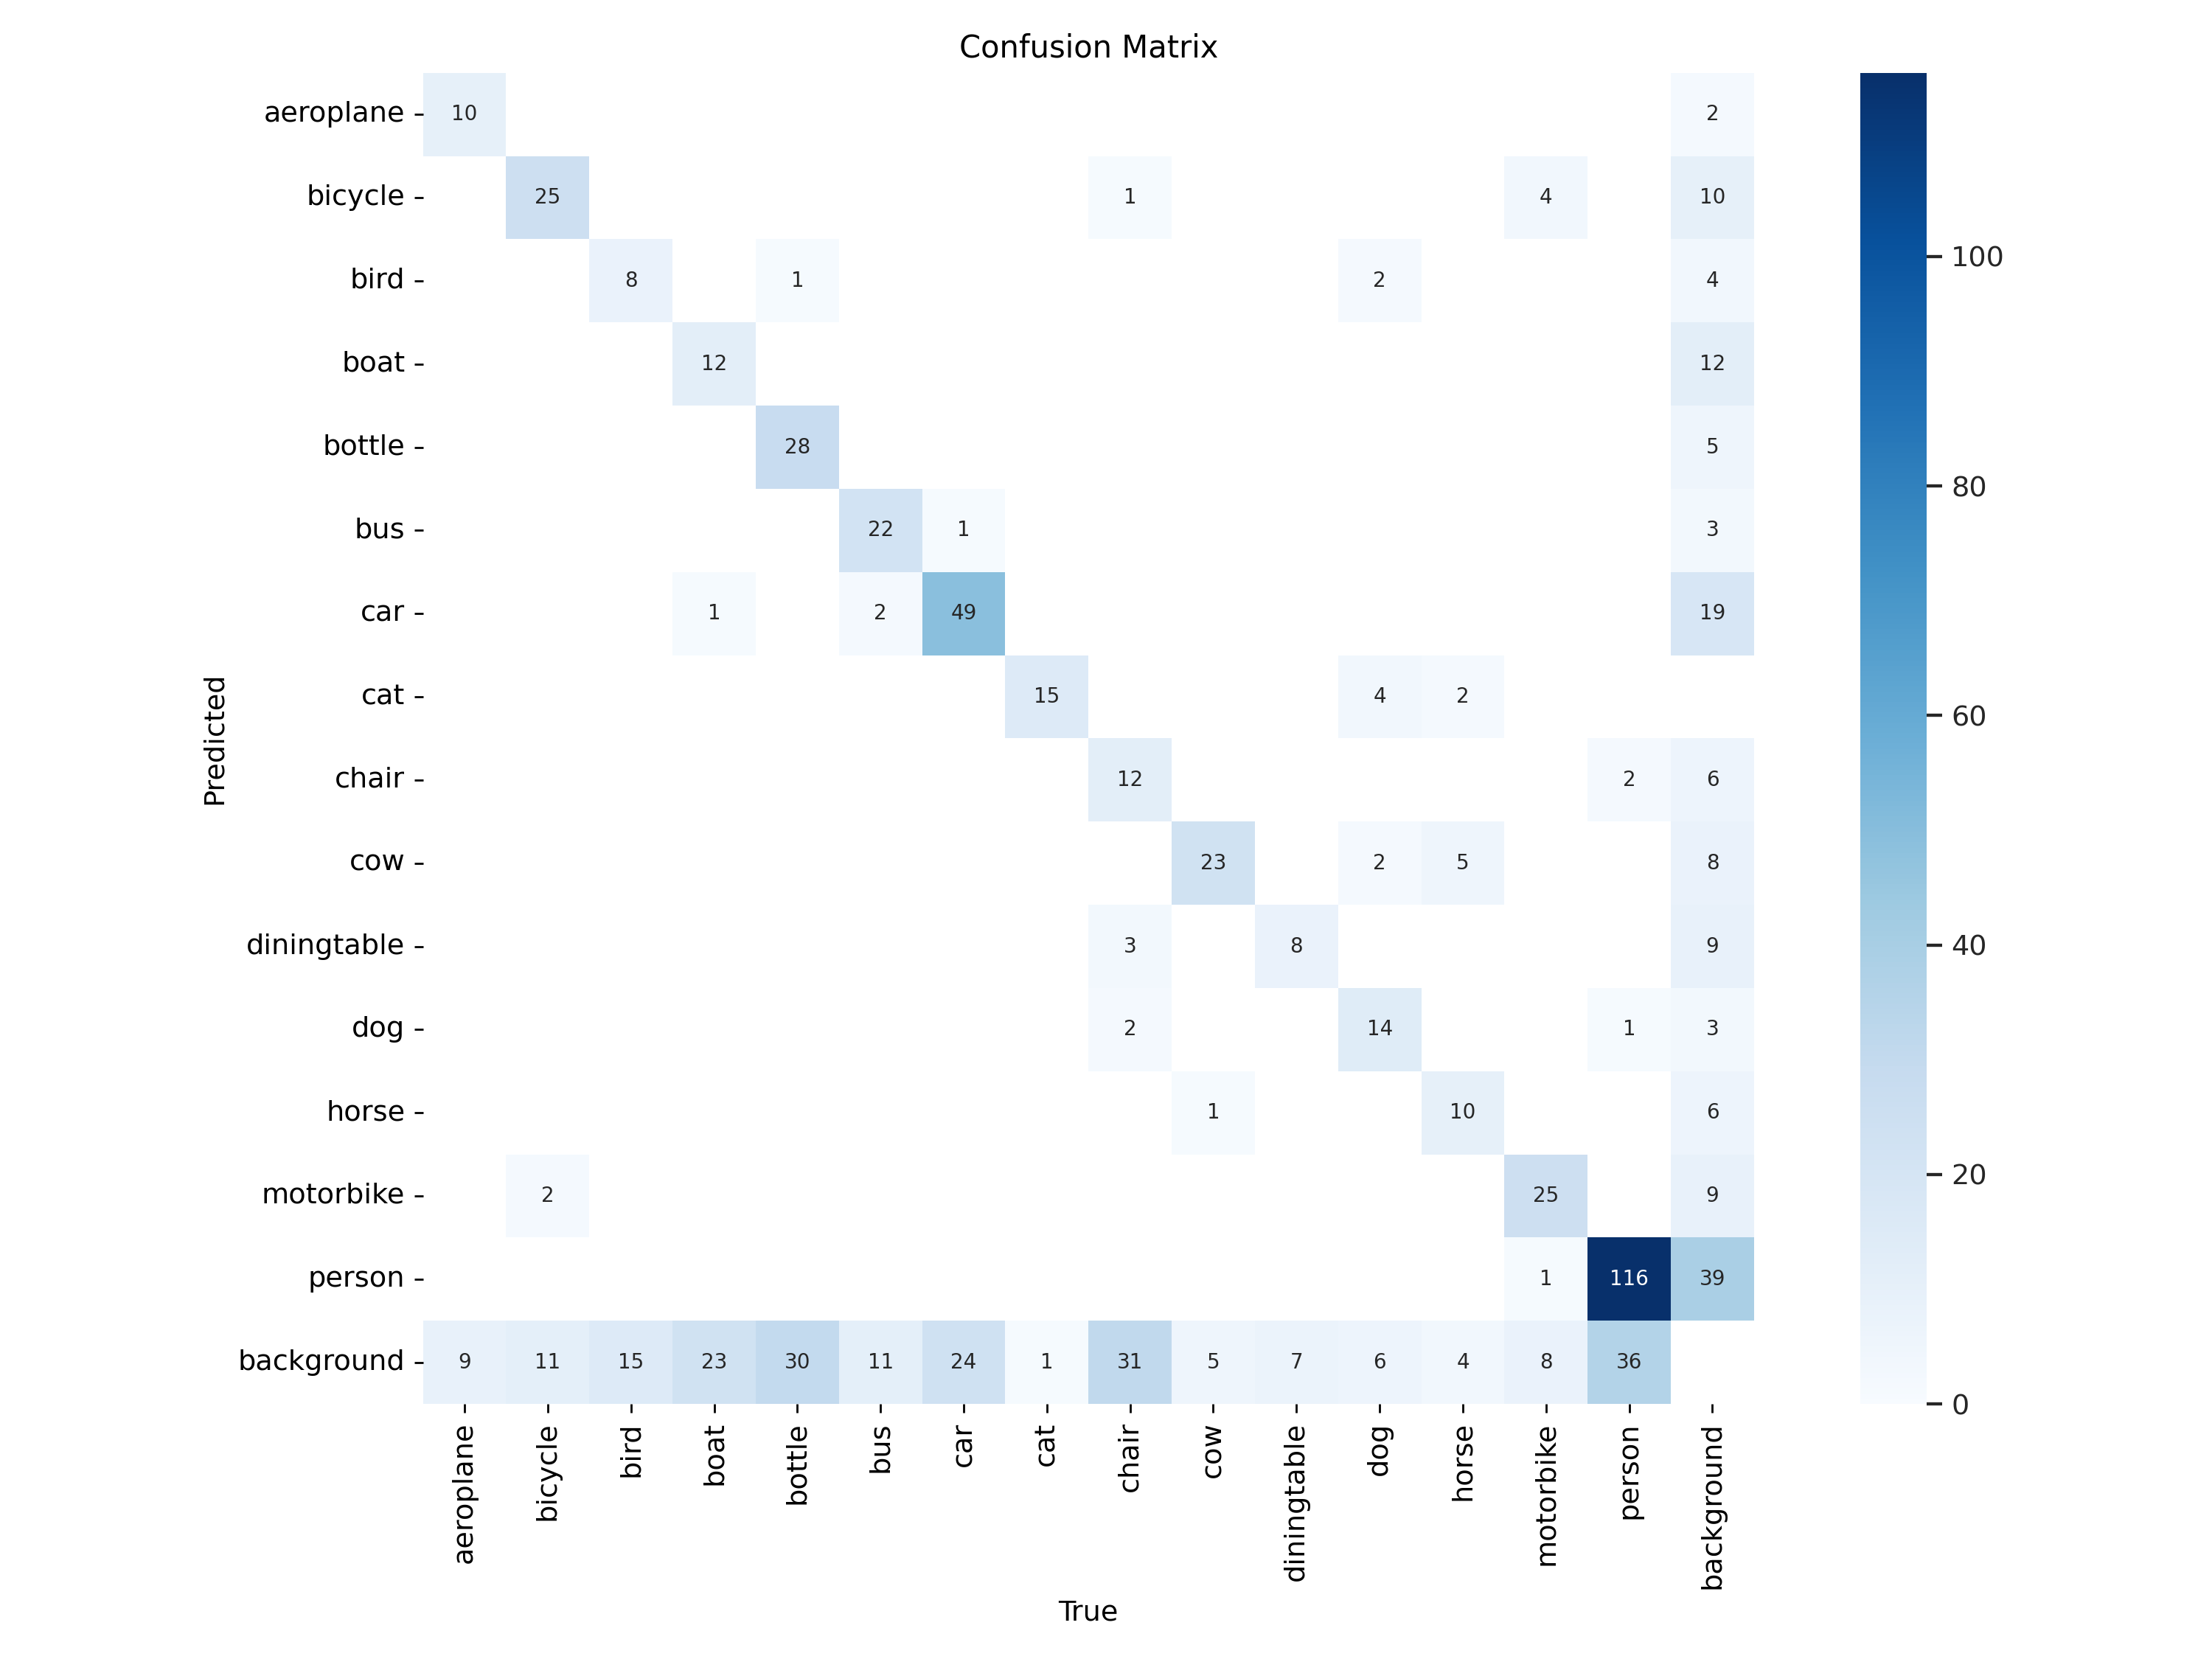 Confusion Matrix
aeroplane 10 2
bicycle 25 1 4 10
bird 8 1 2 4
boat 12 12
bottle 28 5
bus 22 1 3
car 1 2 49 19
cat 15 4 2
chair 12 2 6
cow 23 2 5 8
diningtable 3 8 9
dog 2 14 1 3
horse 1 10 6
motorbike 2 25 9
person 1 116 39
background 9 11 15 23 30 11 24 1 31 5 7 6 4 8 36
aeroplane bicycle bird boat bottle bus car cat chair cow diningtable dog horse motorbike person background
True
Predicted
100
80
60
40
20
0